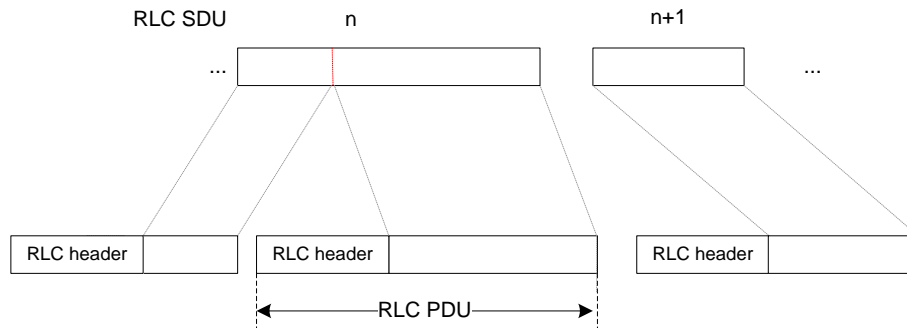 RLC SDU n n+1
... ...
RLC header RLC header RLC header
RLC PDU